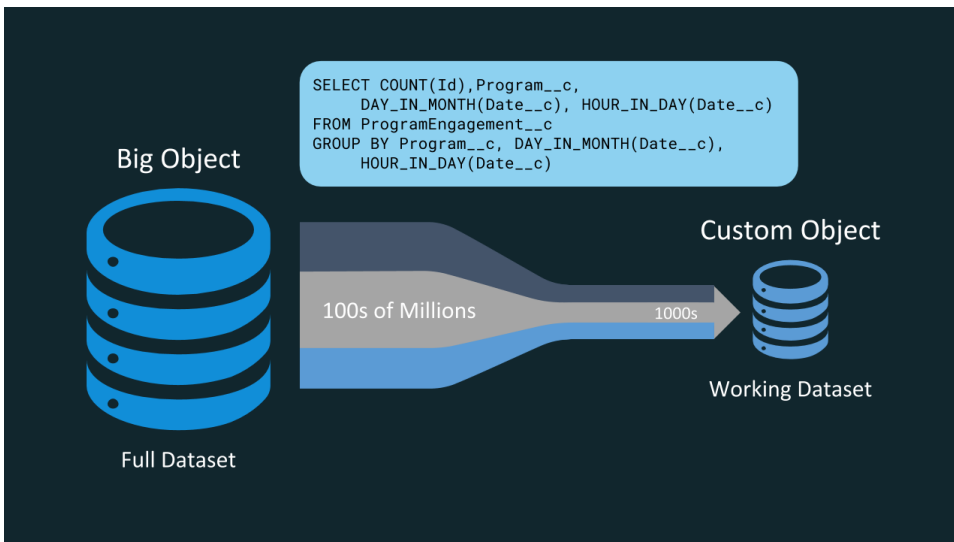 SELECT COUNT(Id),Program__c,
DAY_IN_MONTH(Date__c), HOUR_IN_DAY(Date__c)
FROM ProgramEngagement__c
GROUP BY Program__c, DAY_IN_MONTH(Date__c),
HOUR_IN_DAY(Date__c)
Big Object
Custom Object
100s of Millions
1000s
Working Dataset
Full Dataset